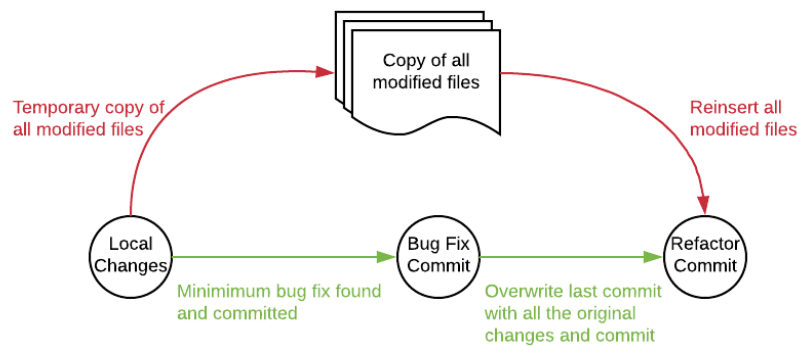 Copy of all
modified files
Temporary copy of
all modified files
Reinsert all
modified files
Local
Changes
Bug Fix
Commit
Refactor
Commit
Minimimum bug fix found
and committed
Overwrite last commit
with all the original
changes and commit